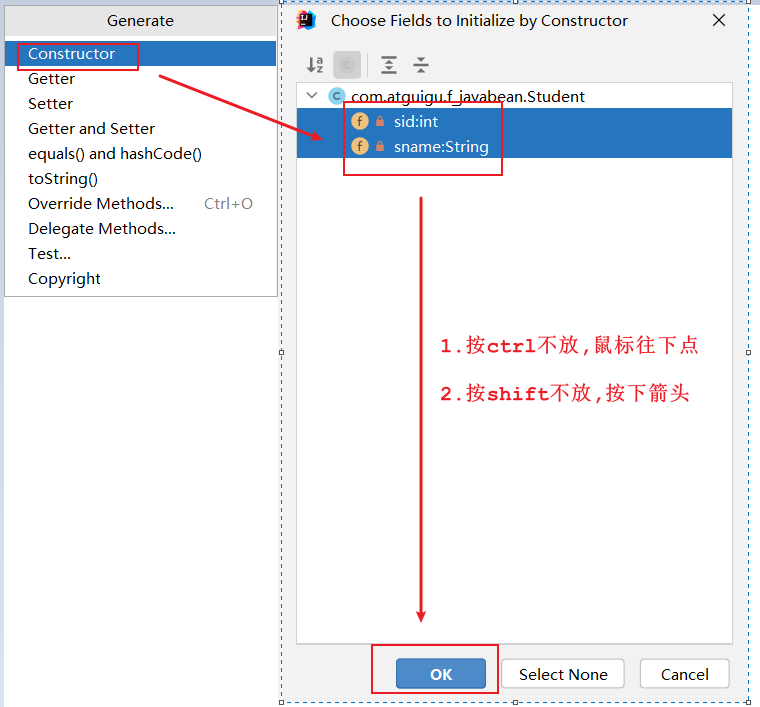 Generate
Constructor
Getter
Setter
Getter and Setter
equals() and hashCode()
toString()
Override Methods... Ctrl+O
Delegate Methods...
Test...
Copyright
Choose Fields to Initialize by Constructor
com.atguigu.f_javabean.Student
sid:int
sname:String
1.按ctrl不放,鼠标往下点
2.按shift不放,按下箭头
OK
Select None
Cancel